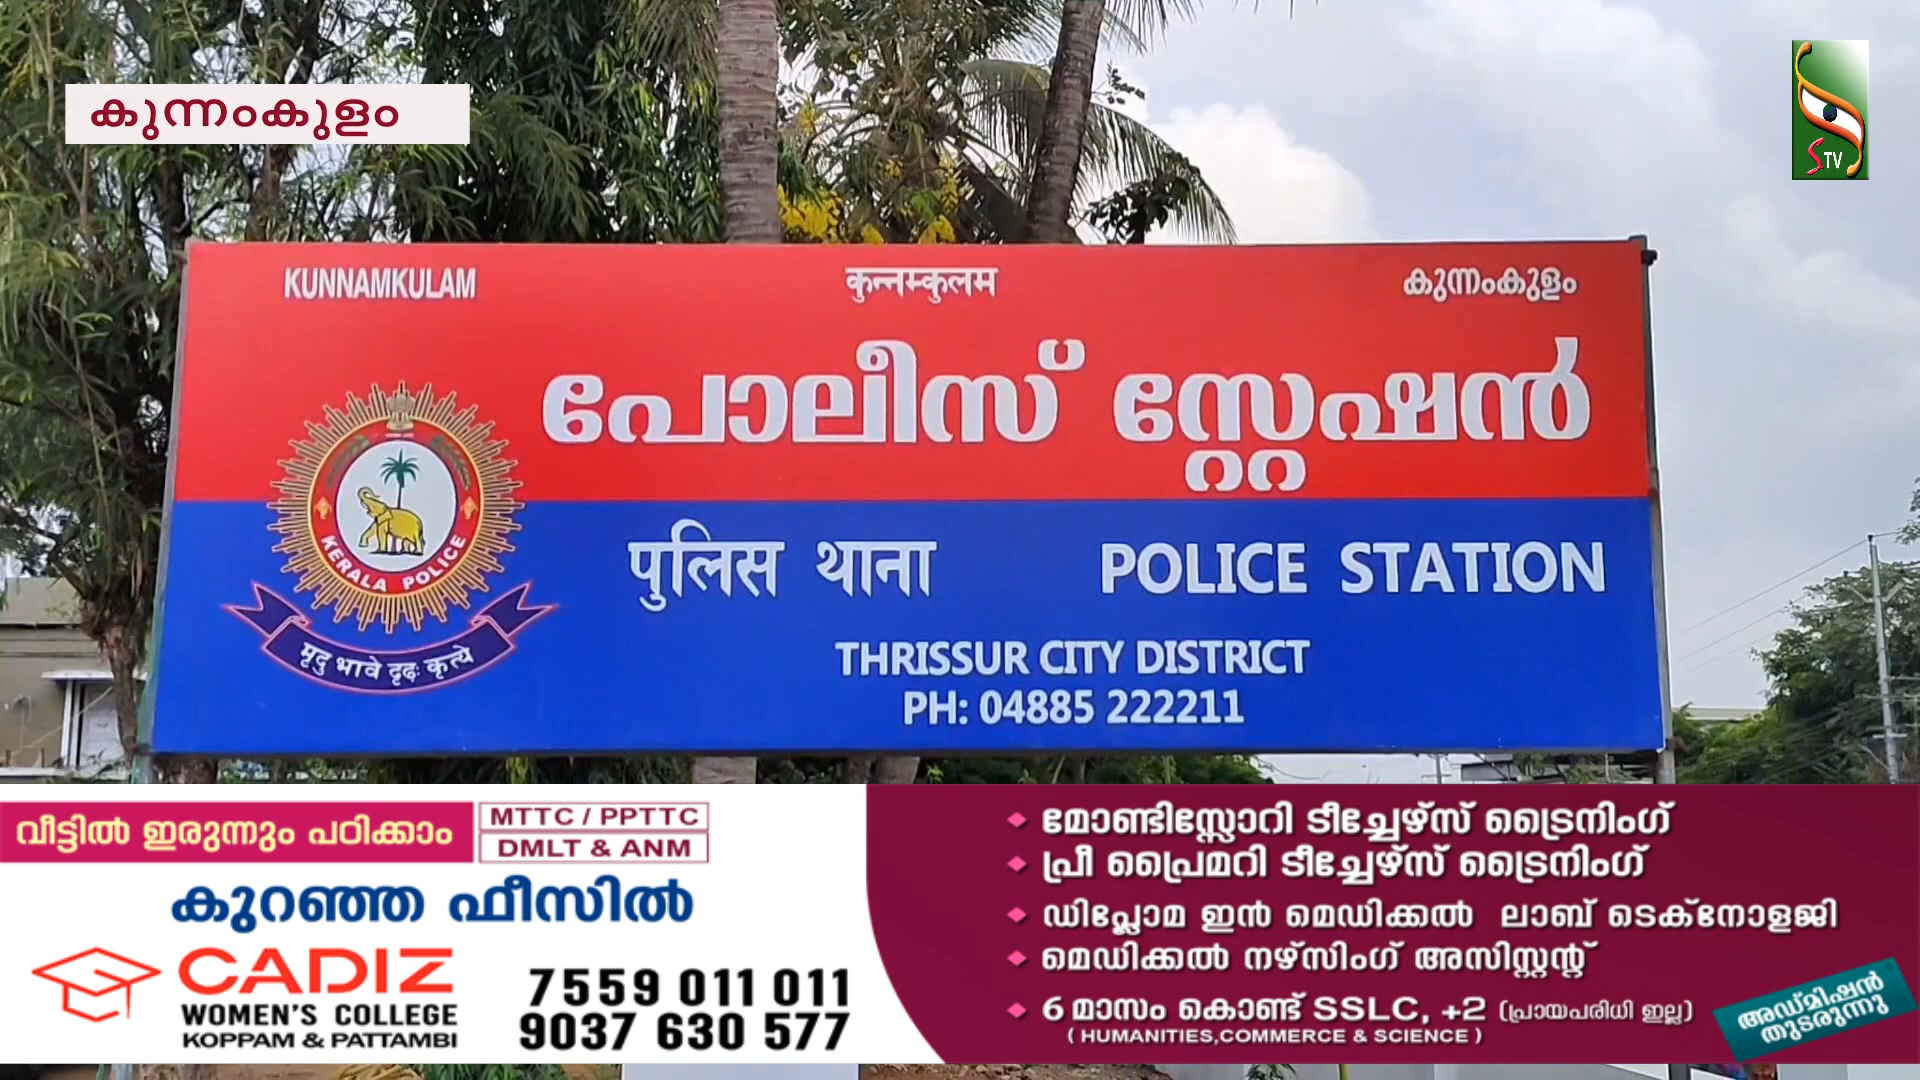 കുന്നംകുളം
STV
KUNNAMKULAM कुन्नम्कुलम കുന്നംകുളം
പോലീസ് സ്റ്റേഷൻ
KERALA POLICE
पुलिस थाना POLICE STATION
मृदु भावे दृढः कृत्ये
THRISSUR CITY DISTRICT
PH: 04885 222211
വീട്ടിൽ ഇരുന്നും പഠിക്കാം
MTTC / PPTTC
DMLT & ANM
കുറഞ്ഞ ഫീസിൽ
CADIZ
WOMEN'S COLLEGE
KOPPAM & PATTAMBI
7559 011 011
9037 630 577
മോണ്ടിസ്സോറി ടീച്ചേഴ്സ് ട്രൈനിംഗ്
പ്രീ പ്രൈമറി ടീച്ചേഴ്സ് ട്രൈനിംഗ്
ഡിപ്ലോമ ഇൻ മെഡിക്കൽ ലാബ് ടെക്നോളജി
മെഡിക്കൽ നഴ്സിംഗ് അസിസ്റ്റന്റ്
6 മാസം കൊണ്ട് SSLC, +2 (പ്രായപരിധി ഇല്ല)
( HUMANITIES,COMMERCE & SCIENCE )
അഡ്മിഷൻ
തുടരുന്നു